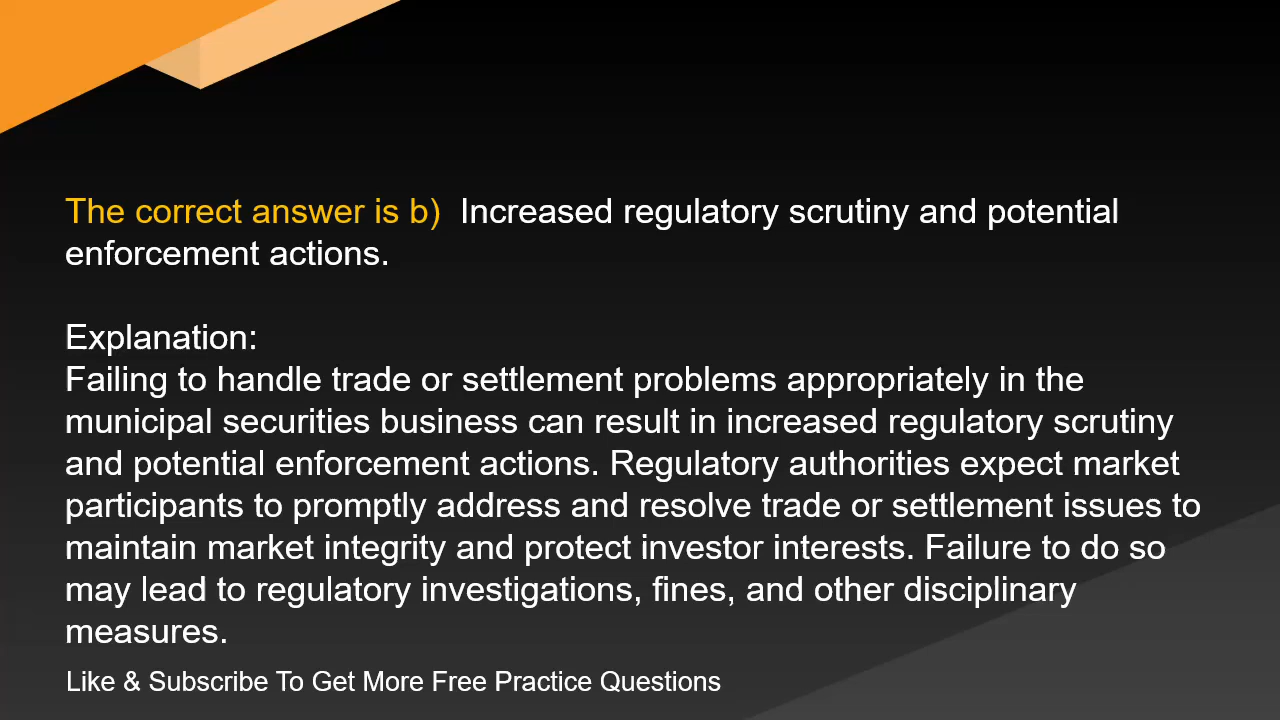 The correct answer is b)  Increased regulatory scrutiny and potential
enforcement actions.
Explanation:
Failing to handle trade or settlement problems appropriately in the
municipal securities business can result in increased regulatory scrutiny
and potential enforcement actions. Regulatory authorities expect market
participants to promptly address and resolve trade or settlement issues to
maintain market integrity and protect investor interests. Failure to do so
may lead to regulatory investigations, fines, and other disciplinary
measures.
Like & Subscribe To Get More Free Practice Questions